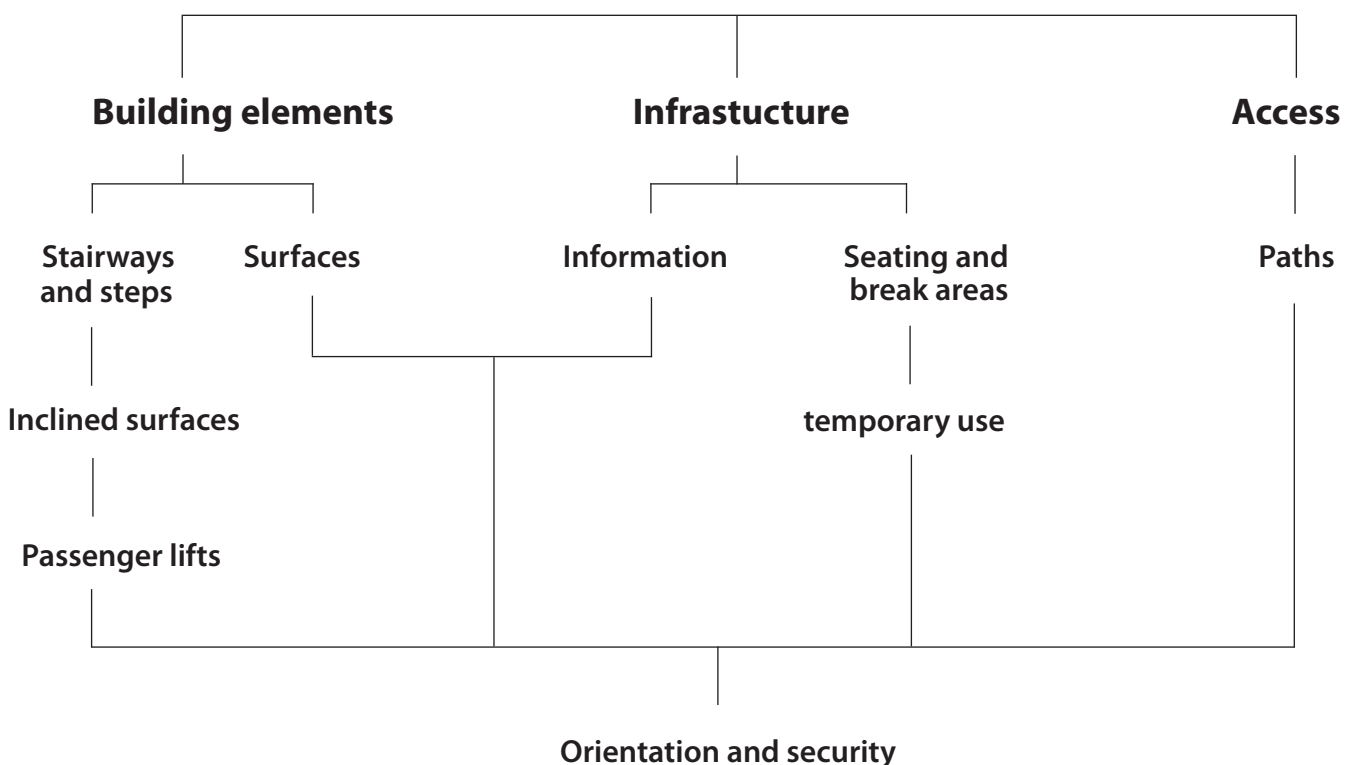 Building elements
Infrastucture
Access
Stairways
and steps
Surfaces
Information
Seating and
break areas
Paths
Inclined surfaces
temporary use
Passenger lifts
Orientation and security